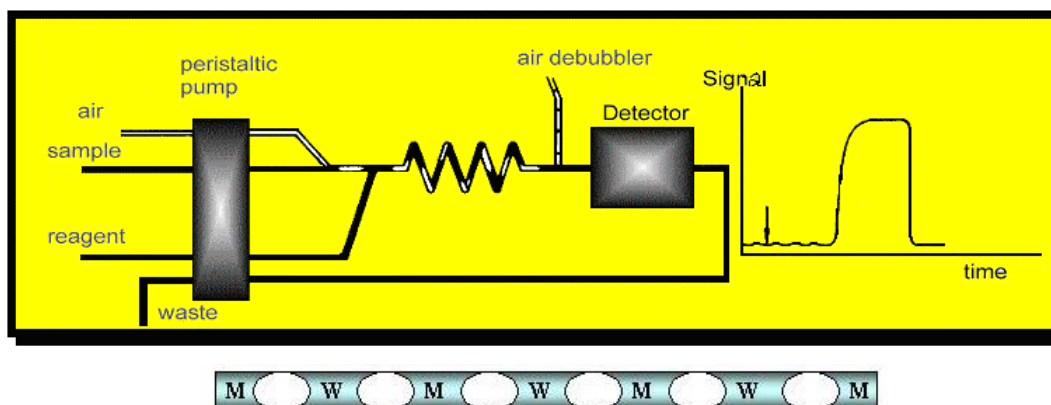 peristaltic
pump
air debubbler
Signal
air
Detector
sample
reagent
time
waste
M W M W M W M